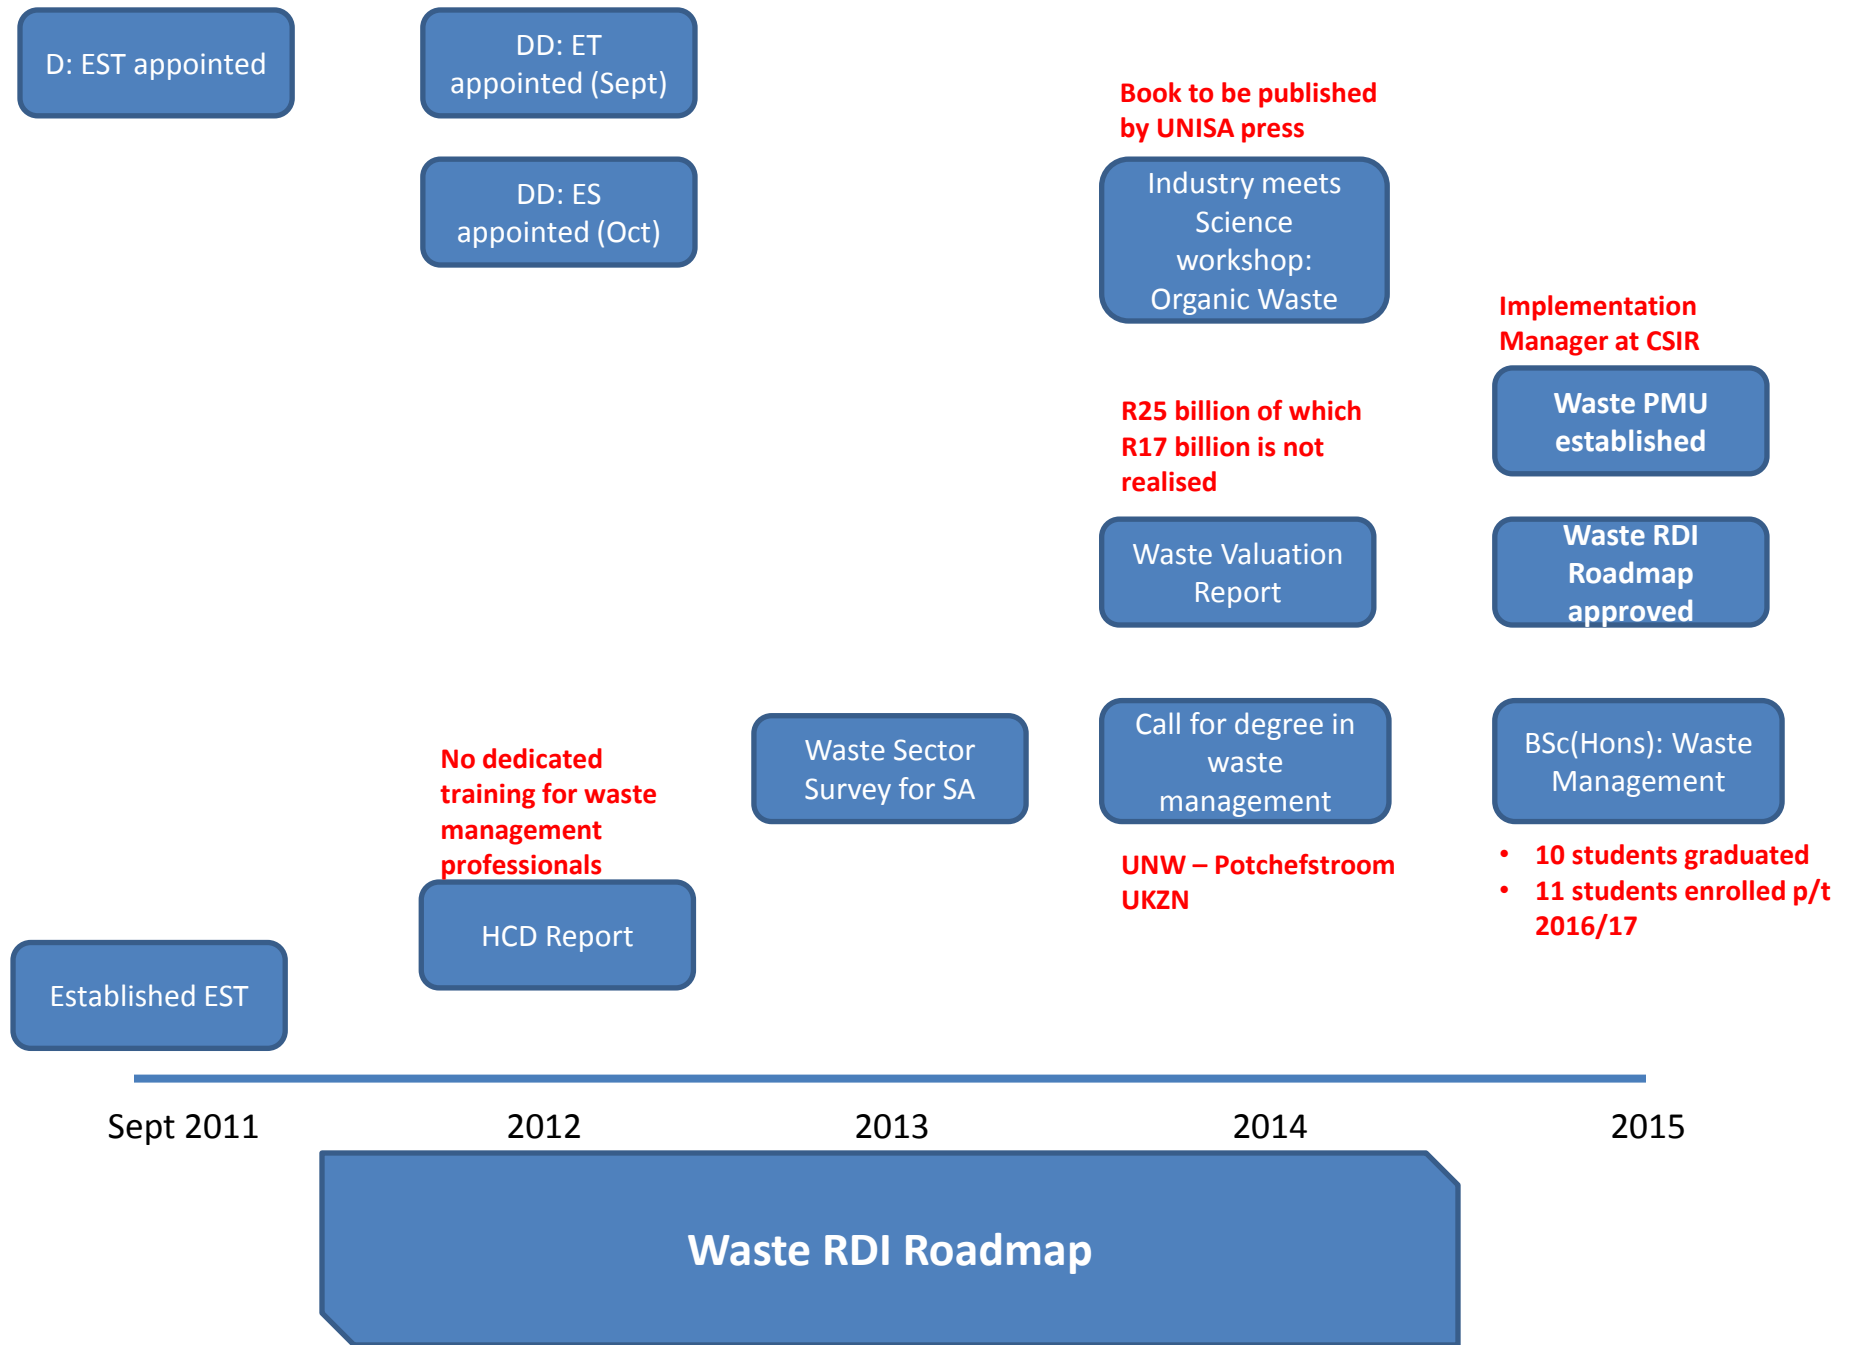 D: EST appointed
DD: ET
appointed (Sept)
DD: ES
appointed (Oct)
Book to be published
by UNISA press
Industry meets
Science
workshop:
Organic Waste
Implementation
Manager at CSIR
Waste PMU
established
R25 billion of which
R17 billion is not
realised
Waste Valuation
Report
Waste RDI
Roadmap
approved
No dedicated
training for waste
management
professionals
HCD Report
Waste Sector
Survey for SA
Call for degree in
waste
management
UNW – Potchefstroom
UKZN
BSc(Hons): Waste
Management
• 10 students graduated
• 11 students enrolled p/t
2016/17
Established EST
Sept 2011
2012
2013
2014
2015
Waste RDI Roadmap